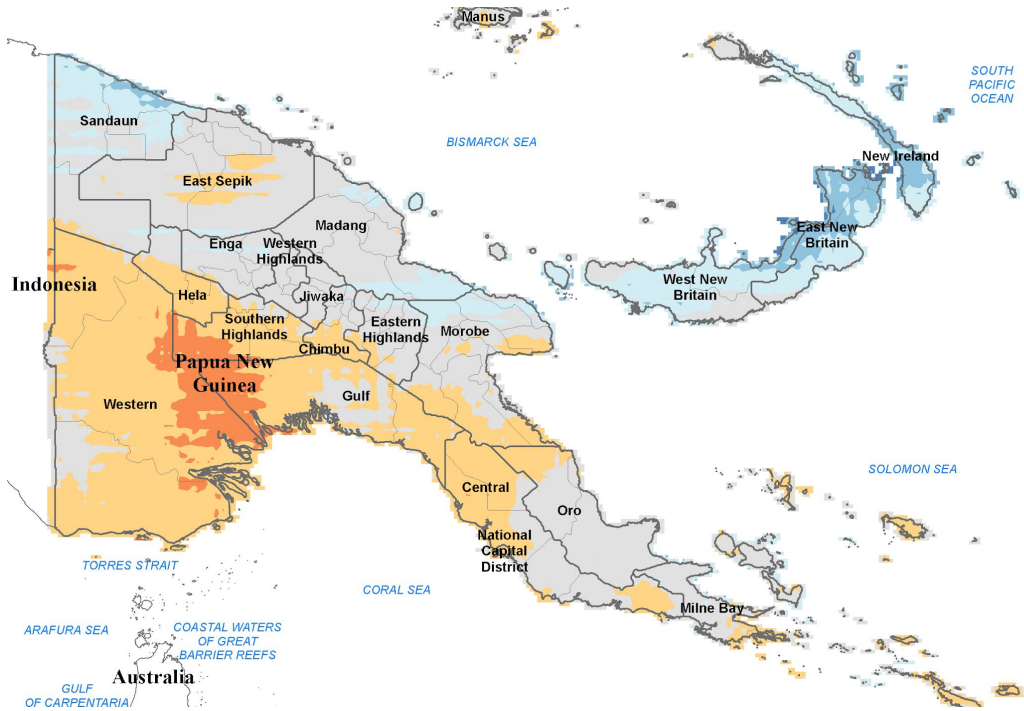 Manus
SOUTH
PACIFIC
OCEAN
Sandaun
BISMARCK SEA
New Ireland
East Sepik
Madang
East New
Britain
Enga
Western
Highlands
Indonesia
West New
Britain
Hela
Jiwaka
Southern
Highlands
Eastern
Highlands
Morobe
Chimbu
Papua New
Guinea
Gulf
Western
SOLOMON SEA
Central
Oro
National
Capital
District
TORRES STRAIT
CORAL SEA
Milne Bay
ARAFURA SEA
COASTAL WATERS
OF GREAT
BARRIER REEFS
Australia
GULF
OF CARPENTARIA